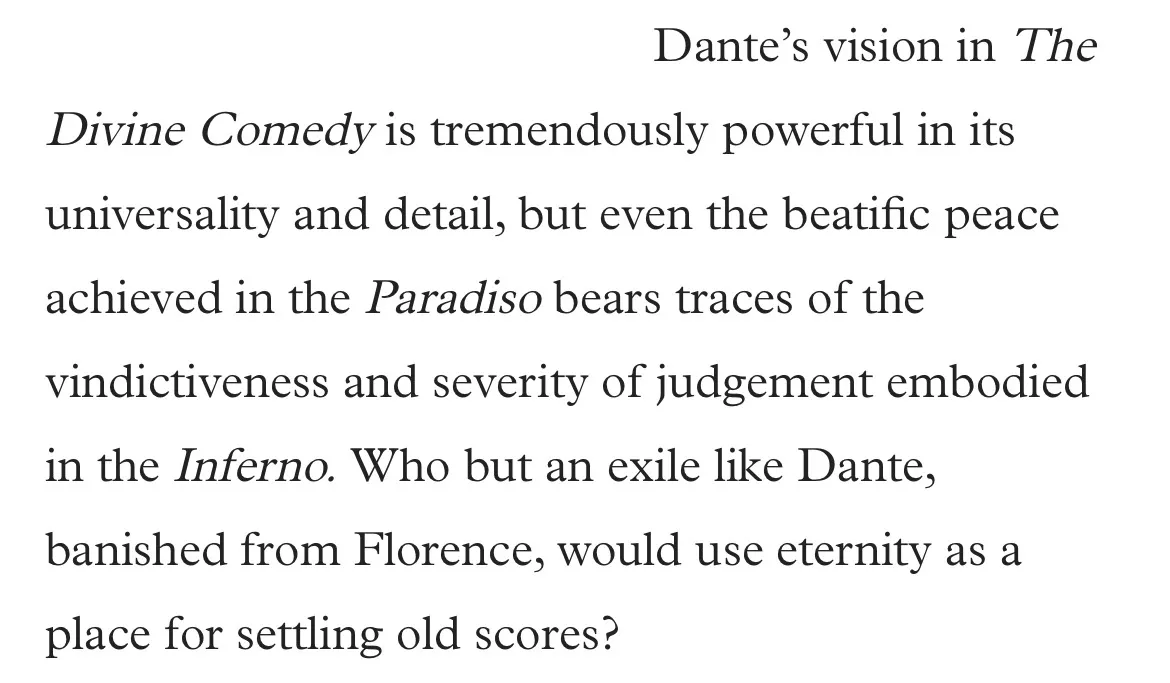 Dante’s vision in The
Divine Comedy is tremendously powerful in its
universality and detail, but even the beatific peace
achieved in the Paradiso bears traces of the
vindictiveness and severity of judgement embodied
in the Inferno. Who but an exile like Dante,
banished from Florence, would use eternity as a
place for settling old scores?